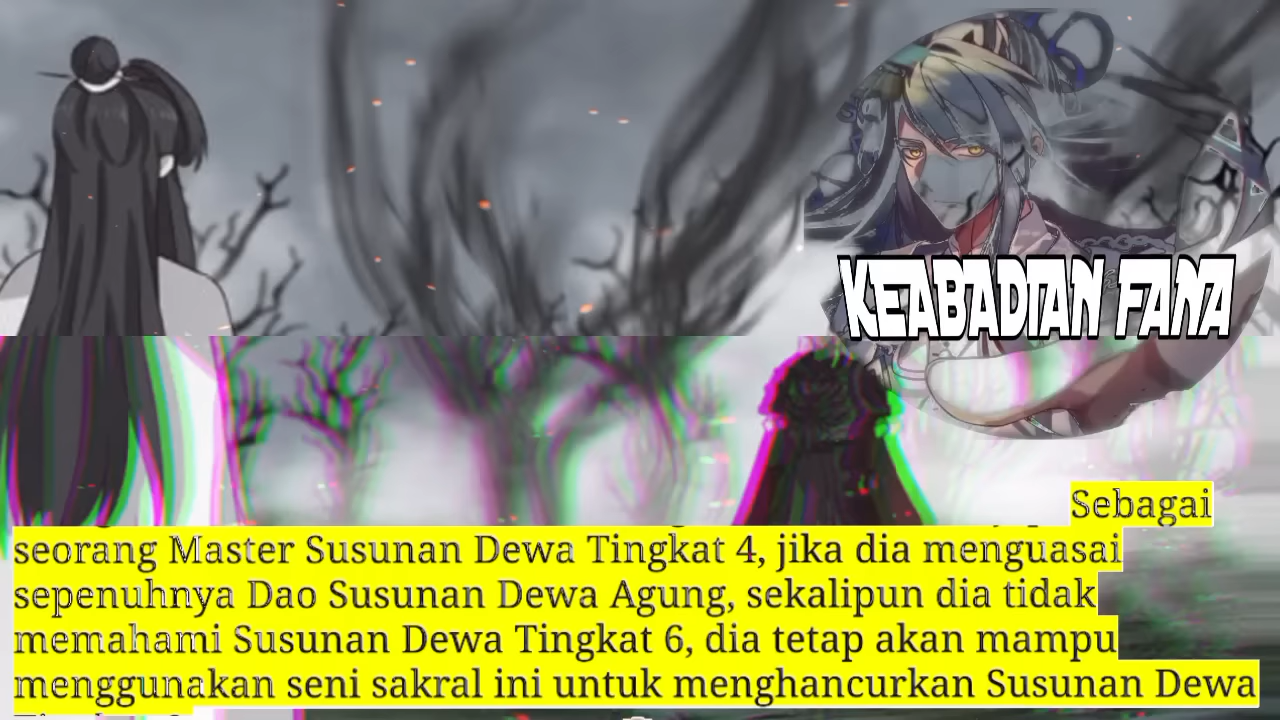 KEABADIAN FANA
Sebagai
seorang Master Susunan Dewa Tingkat 4, jika dia menguasai
sepenuhnya Dao Susunan Dewa Agung, sekalipun dia tidak
memahami Susunan Dewa Tingkat 6, dia tetap akan mampu
menggunakan seni sakral ini untuk menghancurkan Susunan Dewa